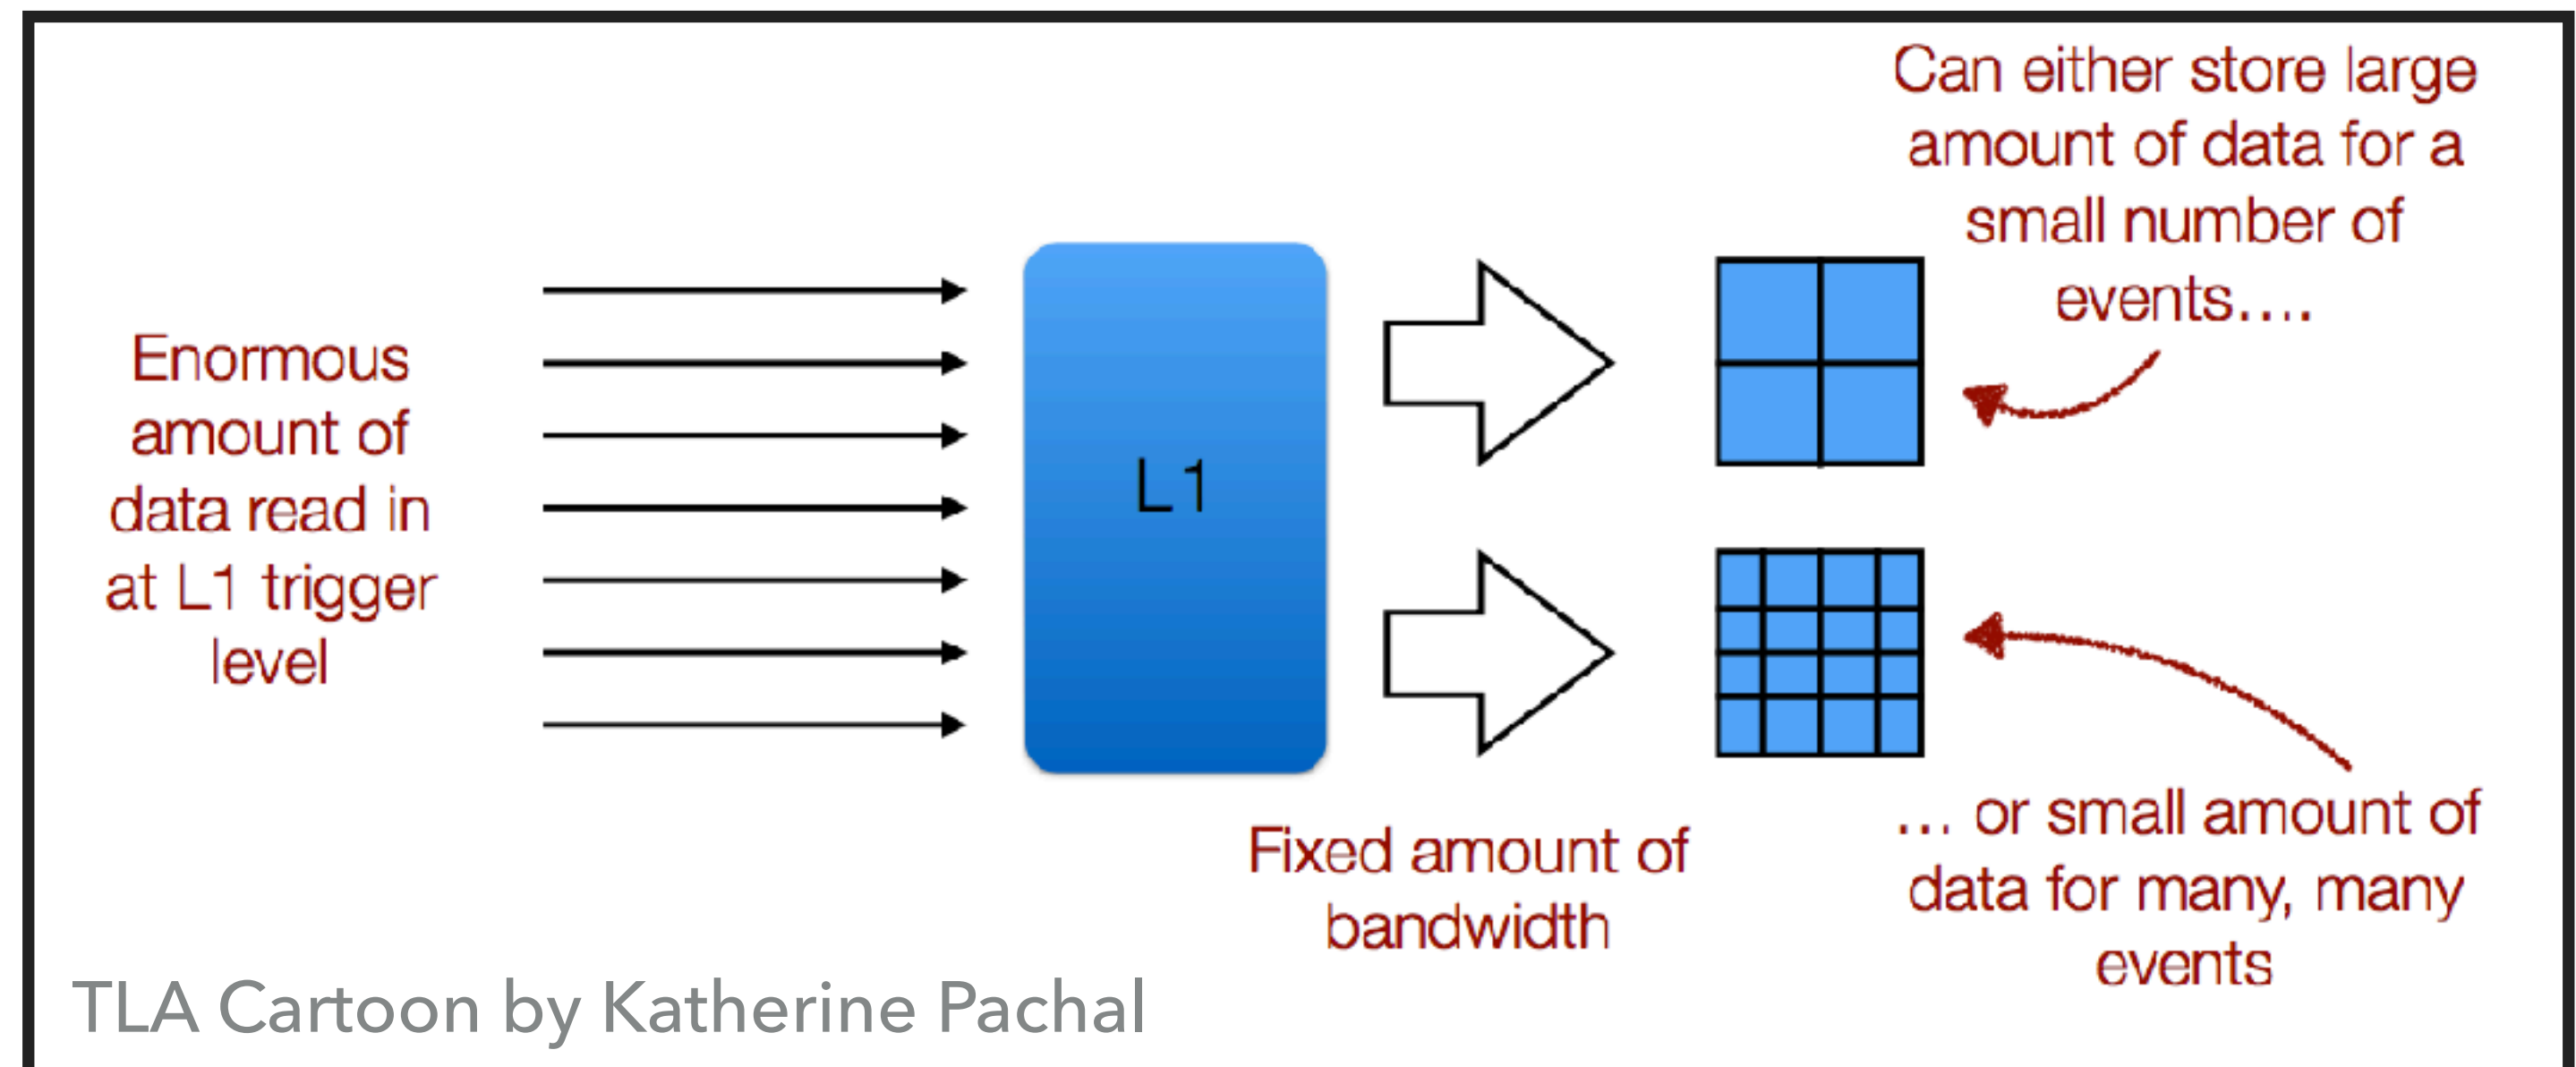 Enormous
amount of
data read in
at L1 trigger
level
L1
Fixed amount of
bandwidth
Can either store large
amount of data for a
small number of
events....
... or small amount of
data for many, many
events
TLA Cartoon by Katherine Pachal